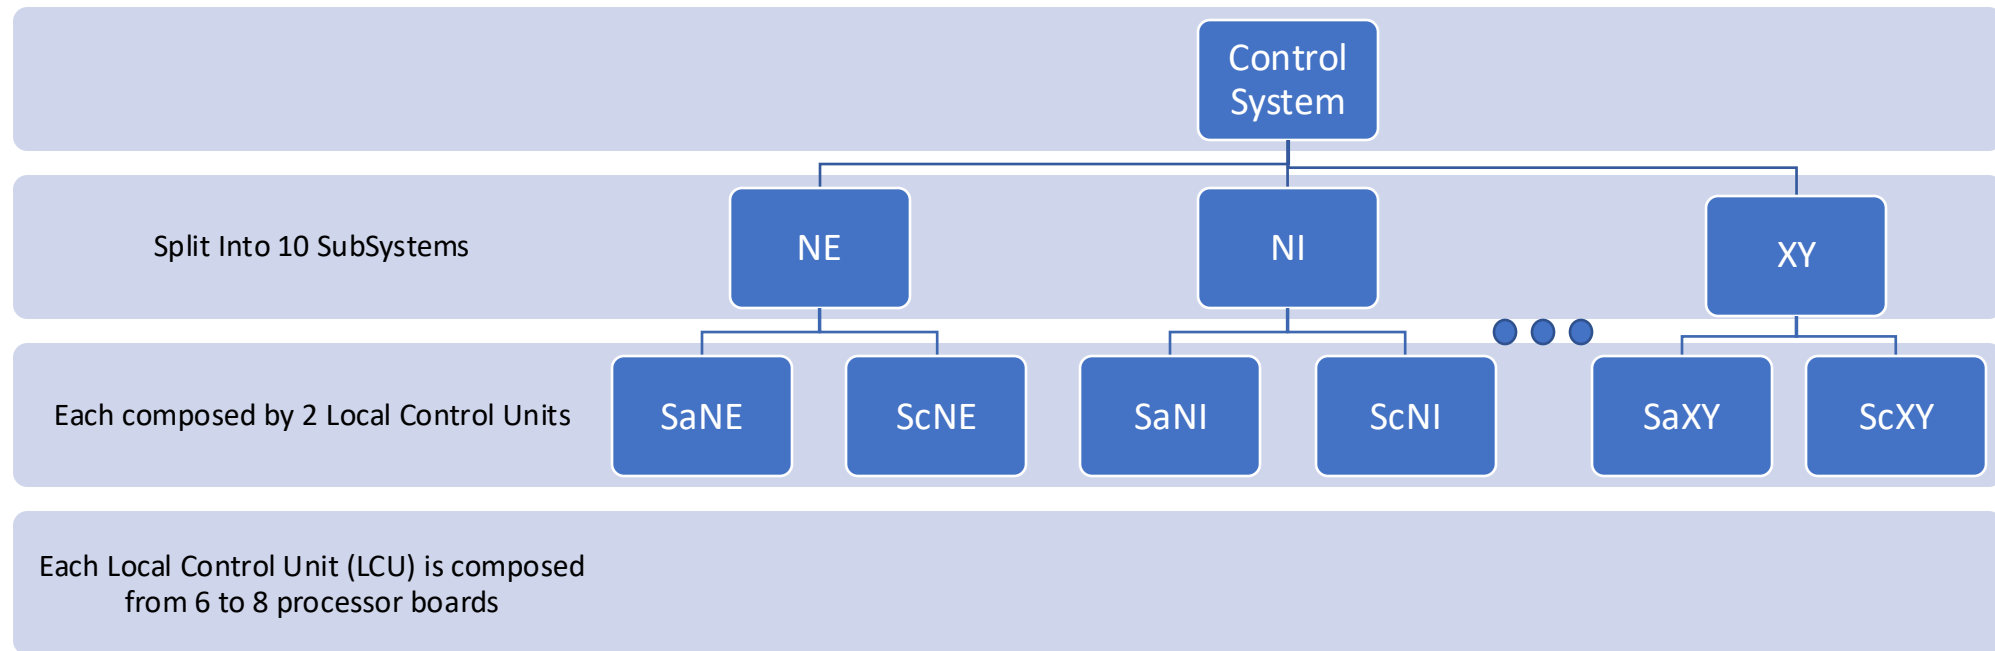 Control
System
Split Into 10 SubSystems
NE
NI
XY
Each composed by 2 Local Control Units
SaNE
ScNE
SaNI
ScNI
SaXY
ScXY
Each Local Control Unit (LCU) is composed
from 6 to 8 processor boards